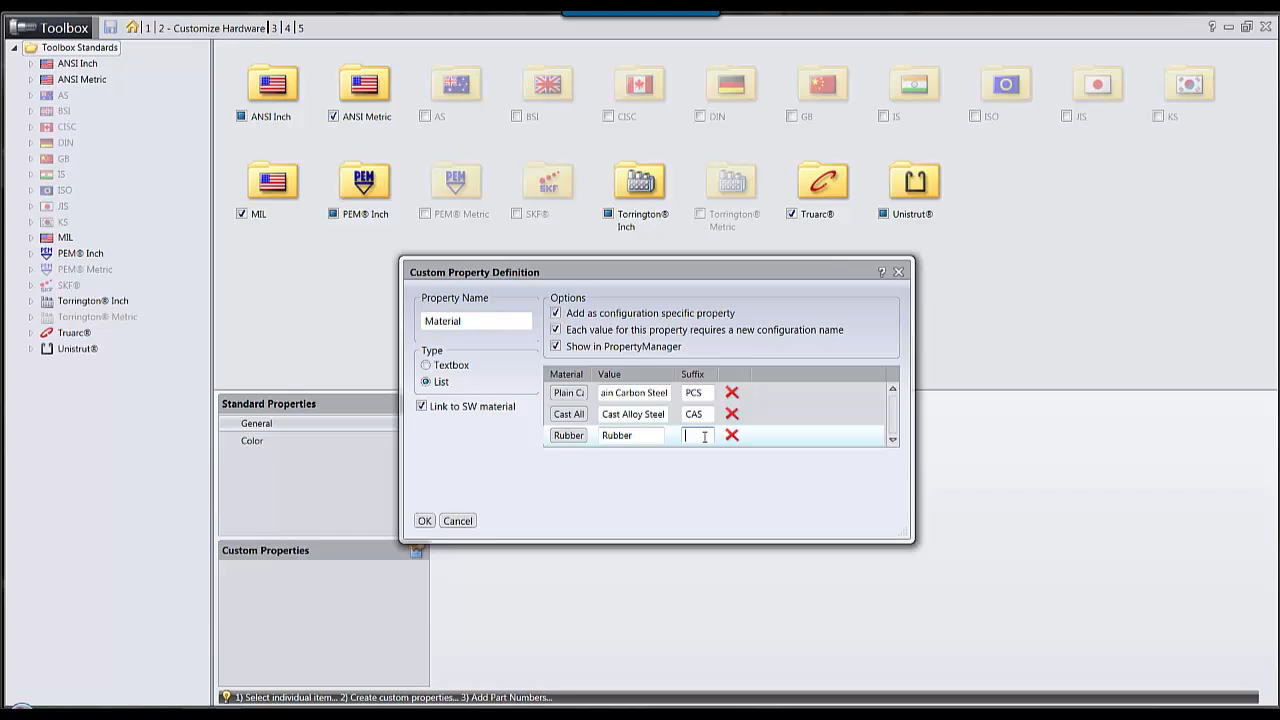 Toolbox
1 | 2 - Customize Hardware | 3 | 4 | 5
Toolbox Standards
ANSI Inch
ANSI Metric
AS
BSI
CISC
DIN
GB
IS
ISO
JIS
KS
MIL
PEM® Inch
PEM® Metric
SKF®
Torrington® Inch
Torrington® Metric
Truarc®
Unistrut®
ANSI Inch
ANSI Metric
AS
BSI
CISC
DIN
GB
IS
ISO
JIS
KS
PEM
PEM
SKF
MIL
PEM® Inch
PEM® Metric
SKF®
Torrington® Inch
Torrington® Metric
Truarc®
Unistrut®
Custom Property Definition
Property Name
Material
Type
Textbox
List
Link to SW material
Options
Add as configuration specific property
Each value for this property requires a new configuration name
Show in PropertyManager
Material Value Suffix
Plain Ca ain Carbon Steel PCS
Cast All Cast Alloy Steel CAS
Rubber Rubber
OK Cancel
Standard Properties
General
Color
Custom Properties
1) Select individual item... 2) Create custom properties... 3) Add Part Numbers...